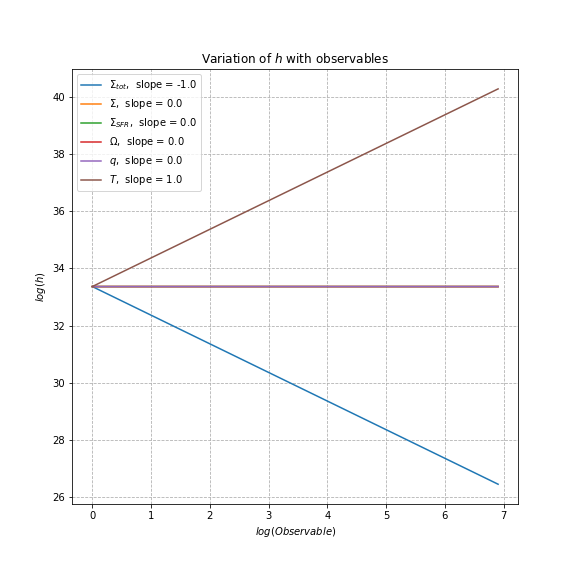 Variation of h with observables
Σ_tot, slope = -1.0
Σ, slope = 0.0
Σ_SFR, slope = 0.0
Ω, slope = 0.0
q, slope = 0.0
T, slope = 1.0
40
38
36
34
32
30
28
26
log(h)
0 1 2 3 4 5 6 7
log(Observable)